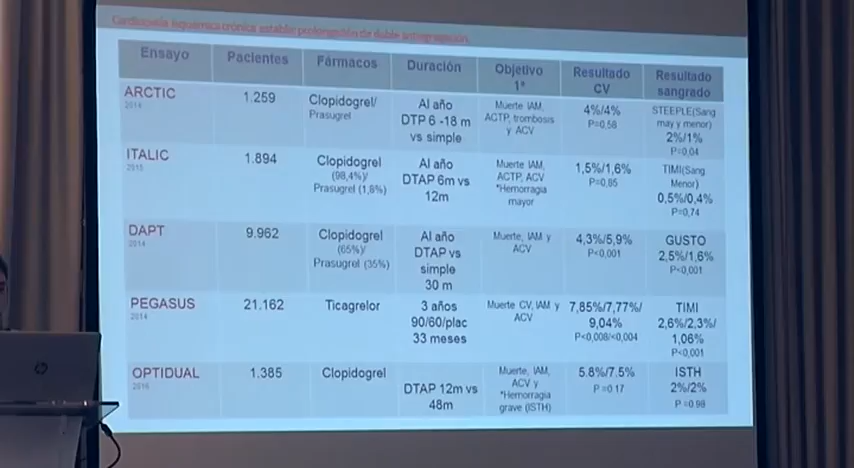 Cardiopatía isquémica crónica estable: prolongación de doble antiagregación.
Ensayo Pacientes Fármacos Duración Objetivo 1º Resultado CV Resultado sangrado
ARCTIC
2014
1.259
Clopidogrel/
Prasugrel
Al año
DTP 6 -18 m
vs simple
Muerte IAM,
ACTP, trombosis
y ACV
4%/4%
P=0,58
STEEPLE(Sang
may y menor)
2%/1%
P=0,04
ITALIC
2015
1.894
Clopidogrel
(98,4%)/
Prasugrel (1,8%)
Al año
DTAP 6m vs
12m
Muerte IAM,
ACTP, ACV
*Hemorragia
mayor
1,5%/1,6%
P=0,85
TIMI(Sang
Menor)
0,5%/0,4%
P=0,74
DAPT
2014
9.962
Clopidogrel
(65%)/
Prasugrel (35%)
Al año
DTAP vs
simple
30 m
Muerte, IAM y
ACV
4,3%/5,9%
P<0,001
GUSTO
2,5%/1,6%
P<0,001
PEGASUS
2014
21.162
Ticagrelor
3 años
90/60/plac
33 meses
Muerte CV, IAM y
ACV
7,85%/7,77%/
9,04%
P<0,008/<0,004
TIMI
2,6%/2,3%/
1,06%
P<0,001
OPTIDUAL
2016
1.385
Clopidogrel
DTAP 12m vs
48m
Muerte, IAM,
ACV y
*Hemorragia
grave (ISTH)
5.8%/7.5%
P =0.17
ISTH
2%/2%
P =0.98
hp